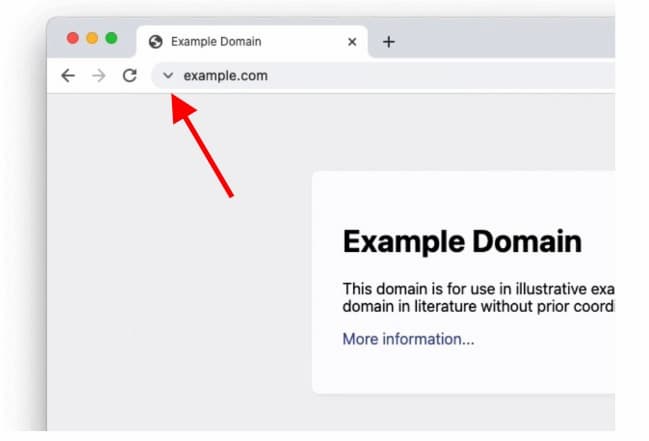 Example Domain
example.com
Example Domain
This domain is for use in illustrative exa
domain in literature without prior coordi
More information...